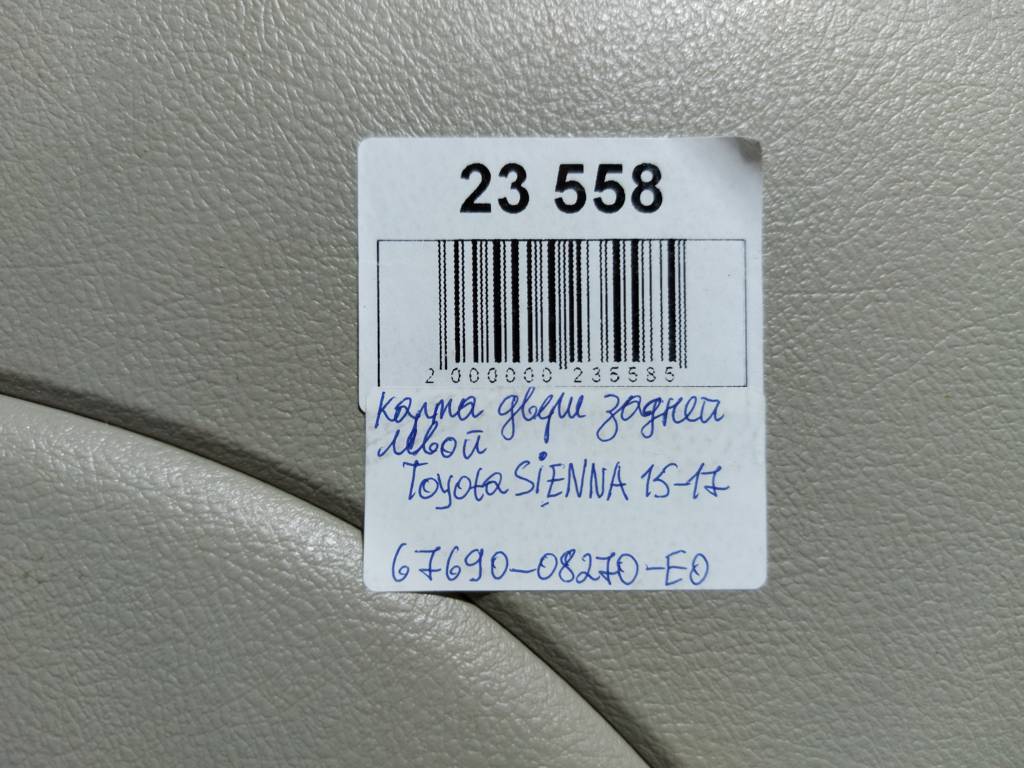 23 558
2 000000 235585
карта двери задней
левой
Toyota SIENNA 15-17
67690-08270-E0